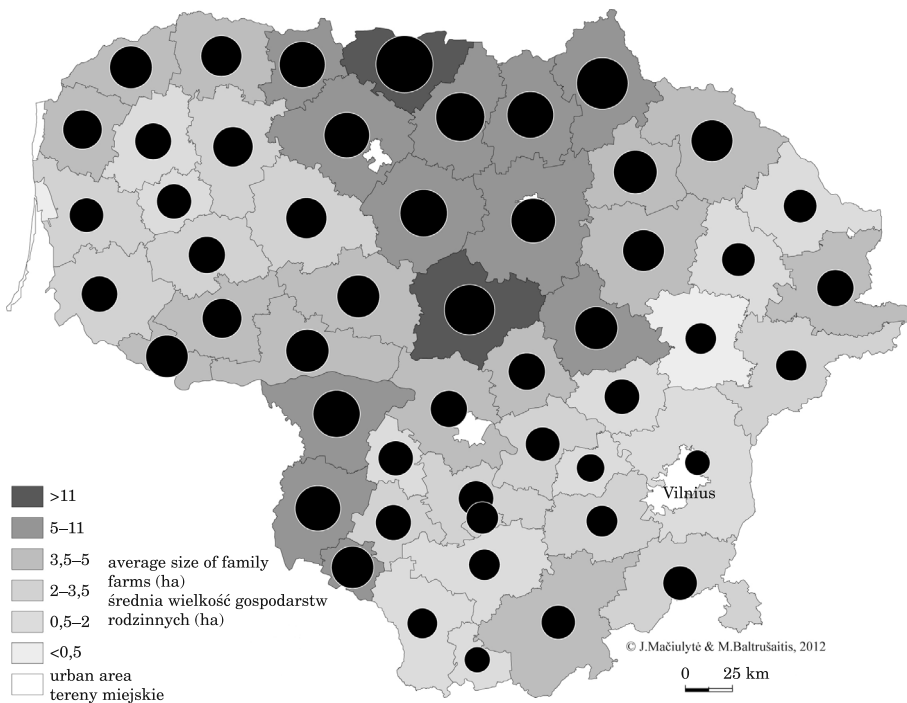 Vilnius
>11
5–11
3,5–5
2–3,5
0,5–2
<0,5
urban area
tereny miejskie
average size of family
farms (ha)
średnia wielkość gospodarstw
rodzinnych (ha)
© J.Mačiulytė & M.Baltrušaitis, 2012
0 25 km